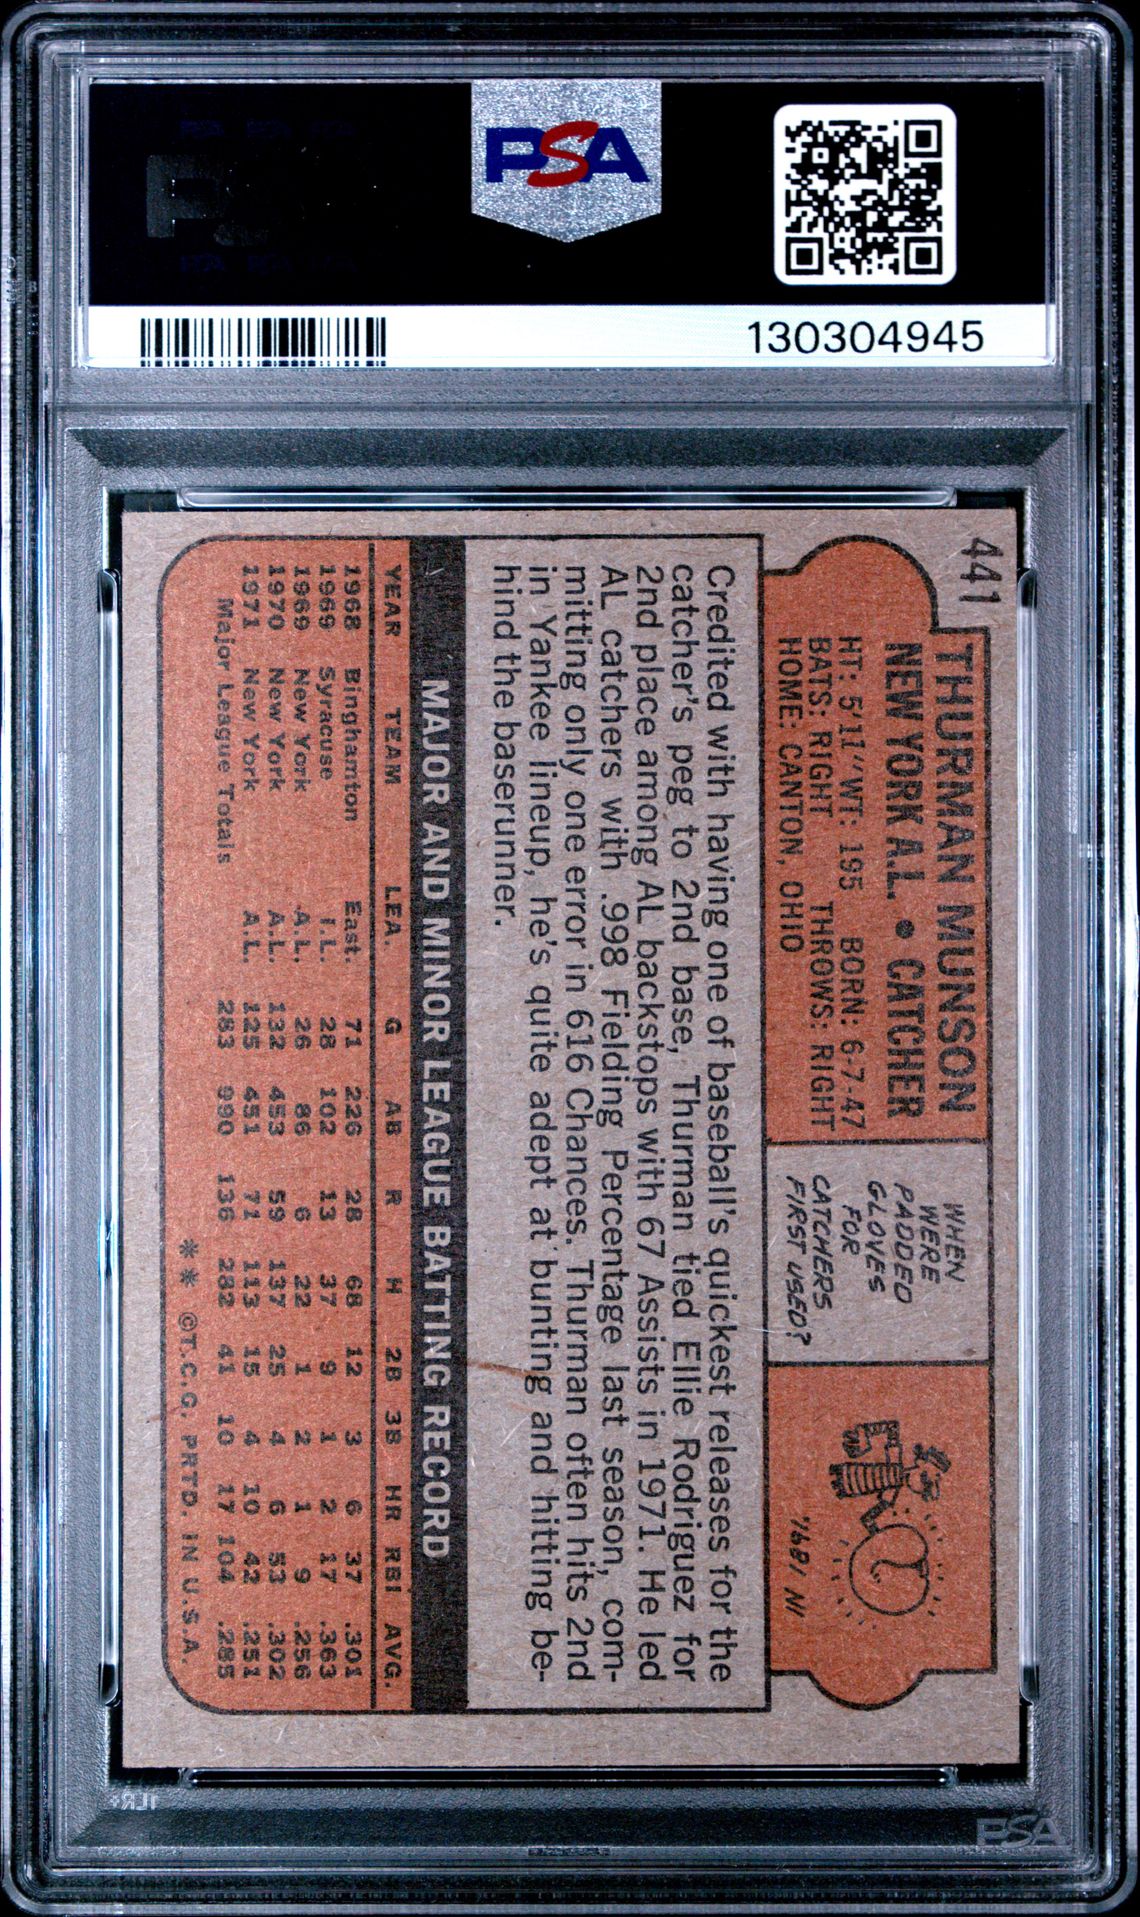 PSA
130304945
441
THURMAN MUNSON
NEW YORK A.L. • CATCHER
HT: 5'11" WT: 195 BORN: 6-7-47
BATS: RIGHT THROWS: RIGHT
HOME: CANTON, OHIO
WHEN
WERE
PADDED
GLOVES
FOR
CATCHERS
FIRST USED?
IN 1891.
Credited with having one of baseball's quickest releases for the
catcher's peg to 2nd base, Thurman tied Ellie Rodriguez for
2nd place among AL backstops with 67 Assists in 1971. He led
AL catchers with .998 Fielding Percentage last season, com-
mitting only one error in 616 Chances. Thurman often hits 2nd
in Yankee lineup, he's quite adept at bunting and hitting be-
hind the baserunner.
MAJOR AND MINOR LEAGUE BATTING RECORD
YEAR TEAM LEA. G AB R H 2B 3B HR RBI AVG.
1968 Binghamton East. 71 226 28 68 12 3 6 37 .301
1969 Syracuse I.L. 28 102 13 37 9 1 2 17 .363
1969 New York A.L. 26 86 6 22 1 2 1 9 .256
1970 New York A.L. 132 453 59 137 25 4 6 53 .302
1971 New York A.L. 125 451 71 113 15 4 10 42 .251
Major League Totals 283 990 136 282 41 10 17 104 .285
* * ©T.C.G. PRTD. IN U.S.A.
1LR+
PSA